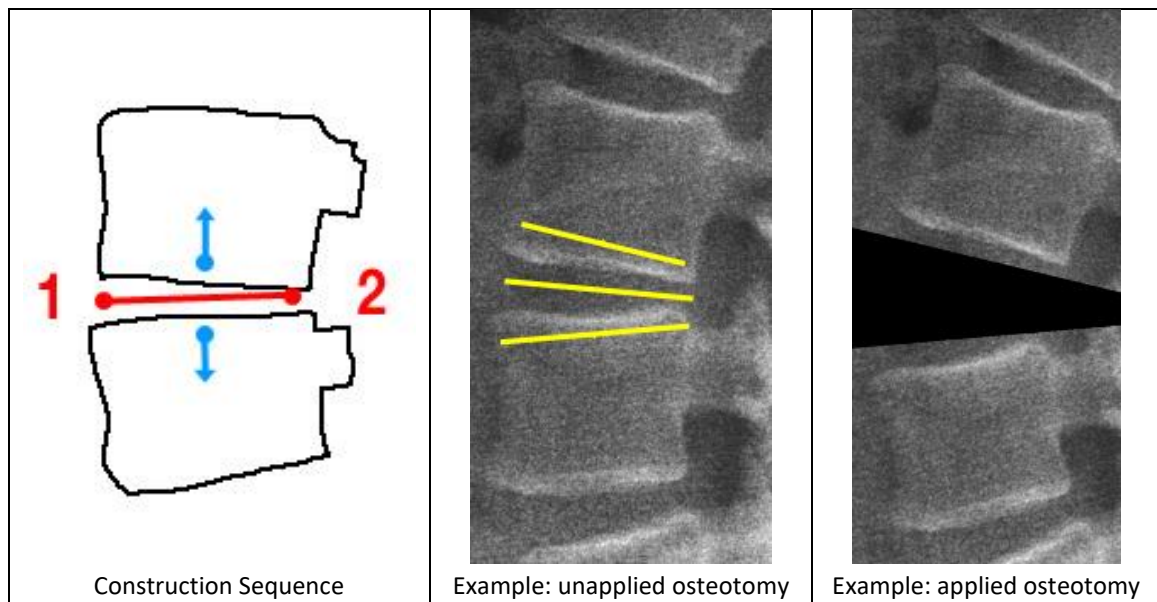 1
2
Construction Sequence
Example: unapplied osteotomy
Example: applied osteotomy